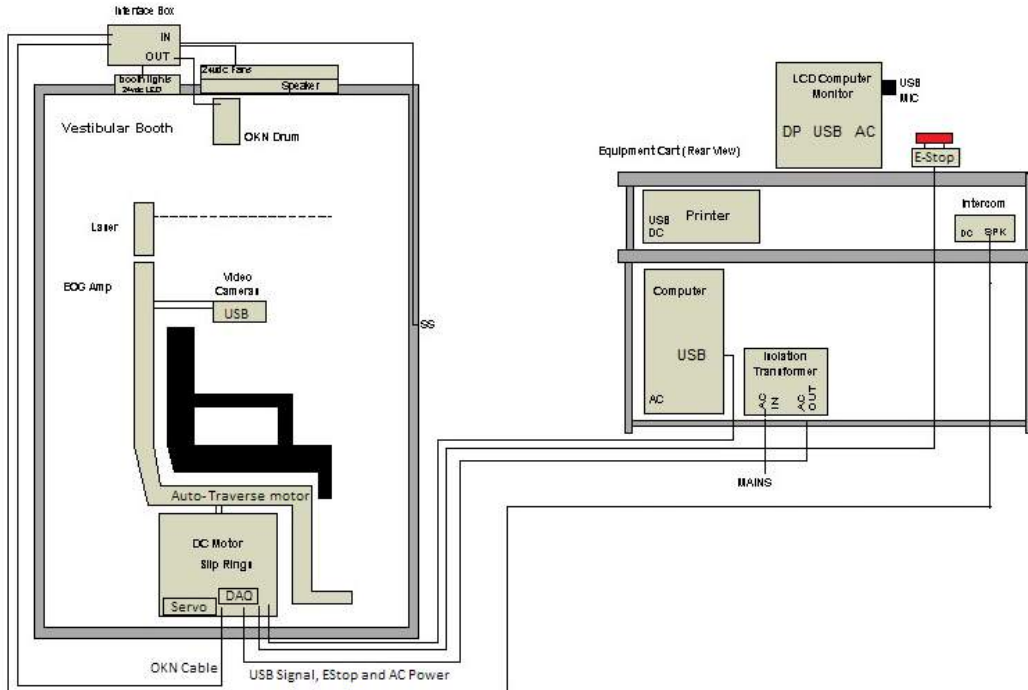 Interface Box
IN
OUT
booth lights
24vdc LED
24vdc Fans
Speaker
Vestibular Booth
OKN Drum
Laser
EOG Amp
Video
Cameras
USB
SS
Auto-Traverse motor
DC Motor
Slip Rings
DAQ
Servo
OKN Cable
USB Signal, EStop and AC Power
LCD Computer
Monitor
DP USB AC
USB
MIC
E-Stop
Equipment Cart (Rear View)
USB
DC
Printer
Intercom
DC SPK
Computer
USB
AC
Isolation
Transformer
AC
IN
AC
OUT
MAINS